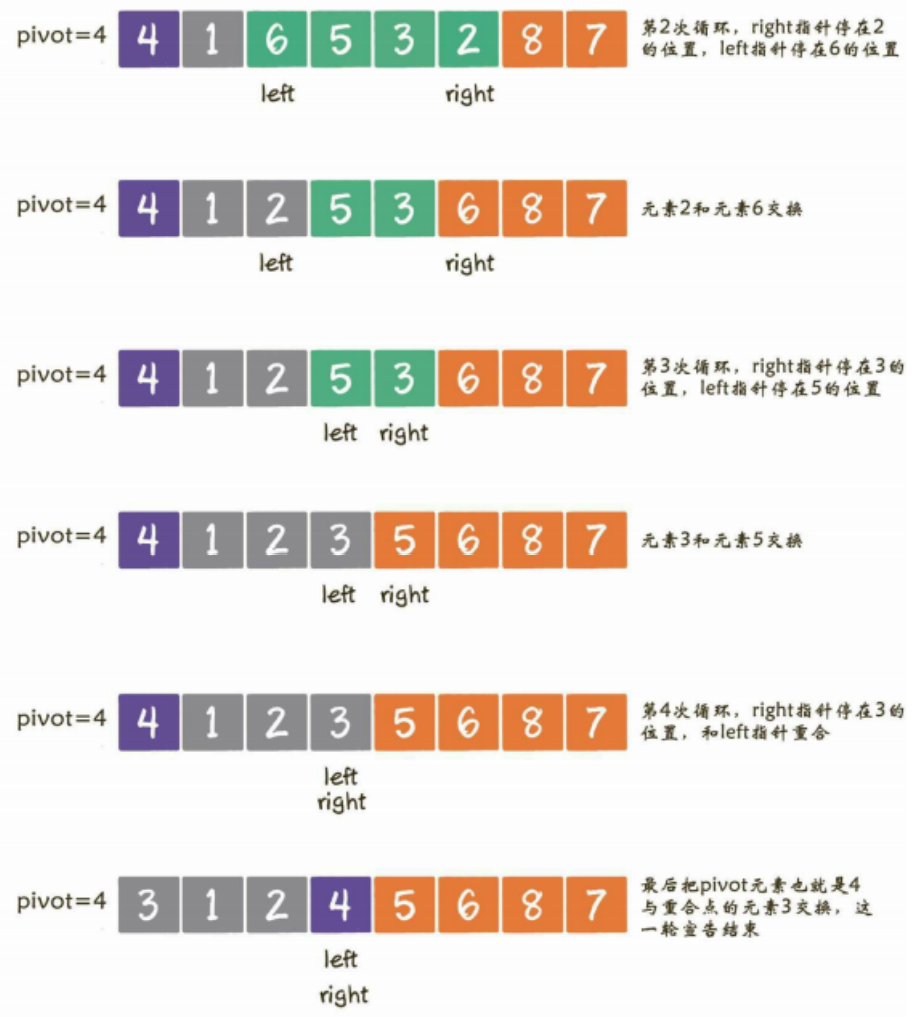 pivot=4 4 1 6 5 3 2 8 7 第2次循环，right指针停在2
的位置，left指针停在6的位置
left right
pivot=4 4 1 2 5 3 6 8 7 元素2和元素6交换
left right
pivot=4 4 1 2 5 3 6 8 7 第3次循环，right指针停在3的
位置，left指针停在5的位置
left right
pivot=4 4 1 2 3 5 6 8 7 元素3和元素5交换
left right
pivot=4 4 1 2 3 5 6 8 7 第4次循环，right指针停在3的
位置，和left指针重合
left
right
pivot=4 3 1 2 4 5 6 8 7 最后把pivot元素也就是4
与重合点的元素3交换，这
一轮宣告结束
left
right